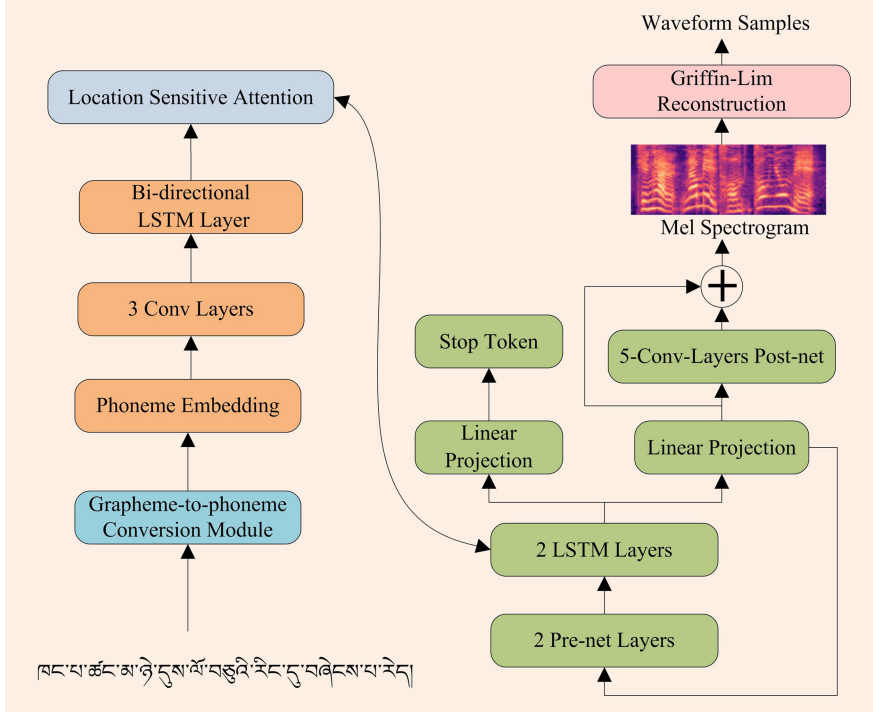 Waveform Samples
Griffin-Lim
Reconstruction
Mel Spectrogram
Location Sensitive Attention
Bi-directional
LSTM Layer
3 Conv Layers
Phoneme Embedding
Grapheme-to-phoneme
Conversion Module
ཁང་པ་ཚང་མ་ཉེ་དུས་ལོ་བཅུའི་རིང་དུ་བཞེངས་པ་རེད།
Stop Token
Linear
Projection
5-Conv-Layers Post-net
Linear Projection
2 LSTM Layers
2 Pre-net Layers